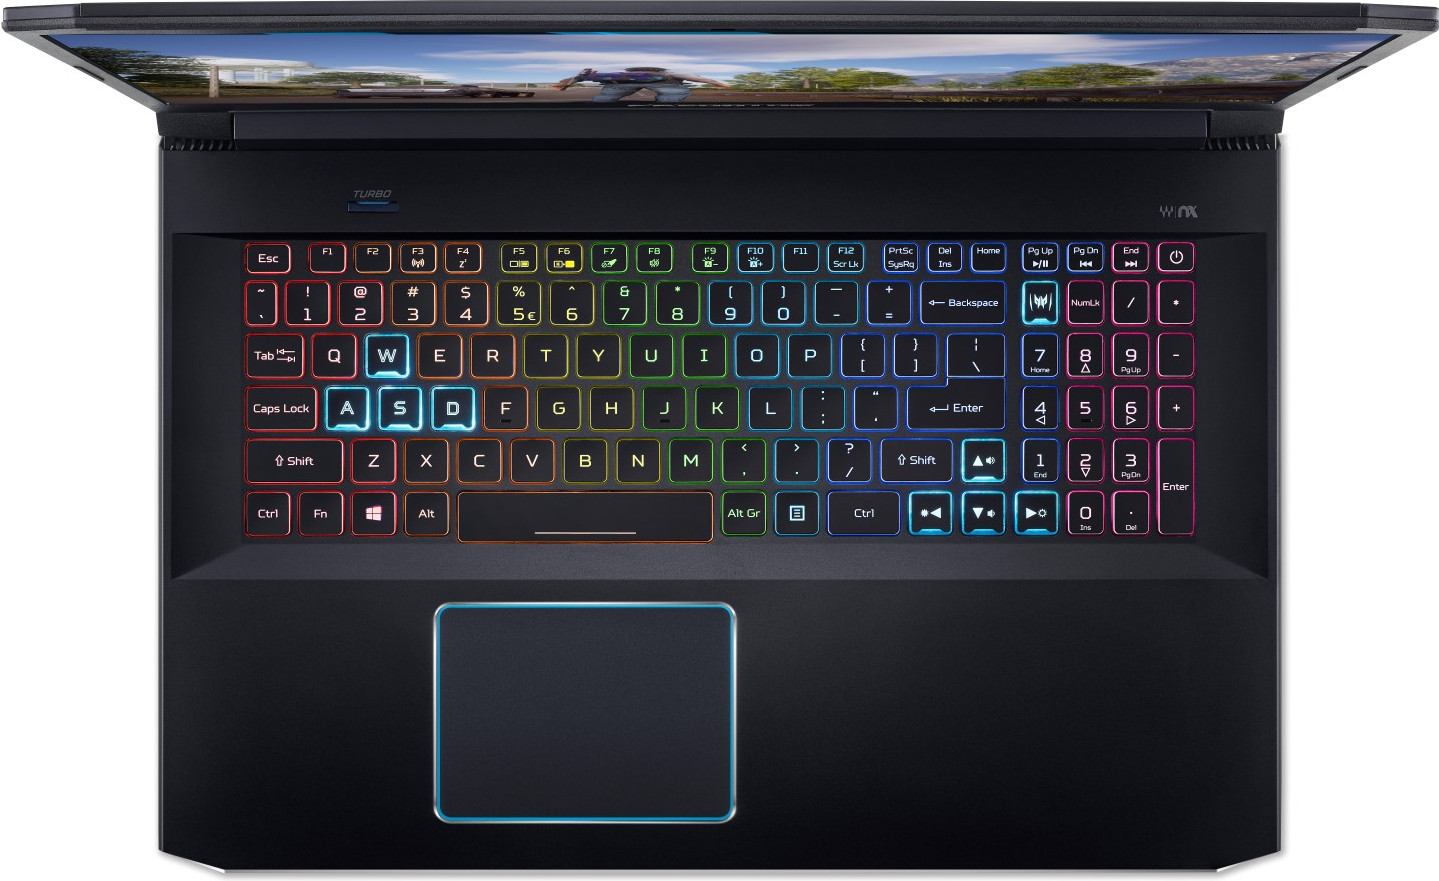 TURBO
Esc F1 F2 F3 F4 F5 F6 F7 F8 F9 F10 F11 F12 PrtSc Del Home Pg Up Pg Dn End
zᶻ Scr Lk SysRq Ins
~ ! @ # $ % ^ & * ( ) — + ← Backspace NumLk / *
` 1 2 3 4 5 € 6 7 8 9 0 - =
Tab Q W E R T Y U I O P { } ¦ 7 8 9 -
[ ] \ Home PgUp
Caps Lock A S D F G H J K L : “ Enter 4 5 6 +
; '
⇧ Shift Z X C V B N M < > ? ⇧ Shift 1 2 3 Enter
, . / End PgDn
Ctrl Fn Alt Alt Gr Ctrl 0 .
Ins Del